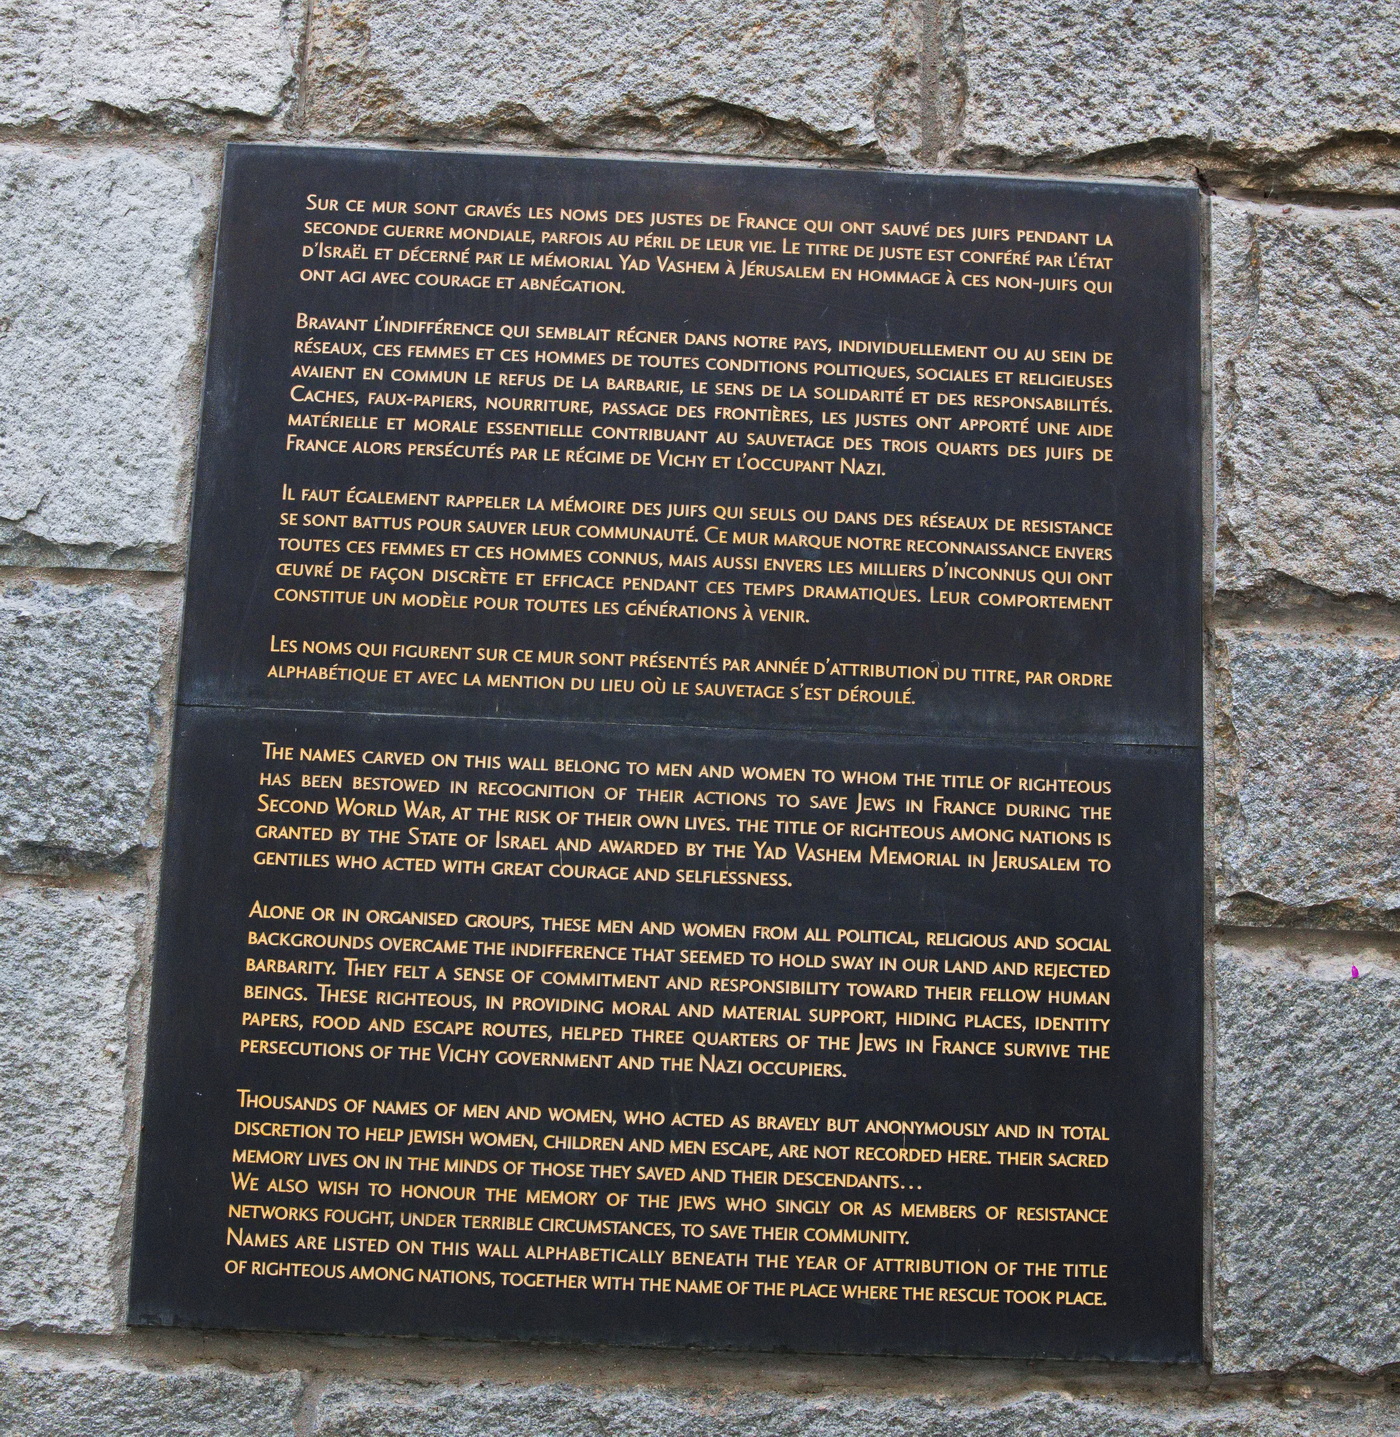 Sur ce mur sont gravés les noms des justes de France qui ont sauvé des juifs pendant la
seconde guerre mondiale, parfois au péril de leur vie. Le titre de juste est conféré par l'état
d'Israël et décerné par le mémorial Yad Vashem à Jérusalem en hommage à ces non-juifs qui
ont agi avec courage et abnégation.
Bravant l'indifférence qui semblait régner dans notre pays, individuellement ou au sein de
réseaux, ces femmes et ces hommes de toutes conditions politiques, sociales et religieuses
avaient en commun le refus de la barbarie, le sens de la solidarité et des responsabilités.
Caches, faux-papiers, nourriture, passage des frontières, les justes ont apporté une aide
matérielle et morale essentielle contribuant au sauvetage des trois quarts des juifs de
France alors persécutés par le régime de Vichy et l'occupant Nazi.
Il faut également rappeler la mémoire des juifs qui seuls ou dans des réseaux de resistance
se sont battus pour sauver leur communauté. Ce mur marque notre reconnaissance envers
toutes ces femmes et ces hommes connus, mais aussi envers les milliers d'inconnus qui ont
œuvré de façon discrète et efficace pendant ces temps dramatiques. Leur comportement
constitue un modèle pour toutes les générations à venir.
Les noms qui figurent sur ce mur sont présentés par année d'attribution du titre, par ordre
alphabétique et avec la mention du lieu où le sauvetage s'est déroulé.
The names carved on this wall belong to men and women to whom the title of righteous
has been bestowed in recognition of their actions to save Jews in France during the
Second World War, at the risk of their own lives. The title of righteous among nations is
granted by the State of Israel and awarded by the Yad Vashem Memorial in Jerusalem to
gentiles who acted with great courage and selflessness.
Alone or in organised groups, these men and women from all political, religious and social
backgrounds overcame the indifference that seemed to hold sway in our land and rejected
barbarity. They felt a sense of commitment and responsibility toward their fellow human
beings. These righteous, in providing moral and material support, hiding places, identity
papers, food and escape routes, helped three quarters of the Jews in France survive the
persecutions of the Vichy government and the Nazi occupiers.
Thousands of names of men and women, who acted as bravely but anonymously and in total
discretion to help Jewish women, children and men escape, are not recorded here. Their sacred
memory lives on in the minds of those they saved and their descendants...
We also wish to honour the memory of the Jews who singly or as members of resistance
networks fought, under terrible circumstances, to save their community.
Names are listed on this wall alphabetically beneath the year of attribution of the title
of righteous among nations, together with the name of the place where the rescue took place.